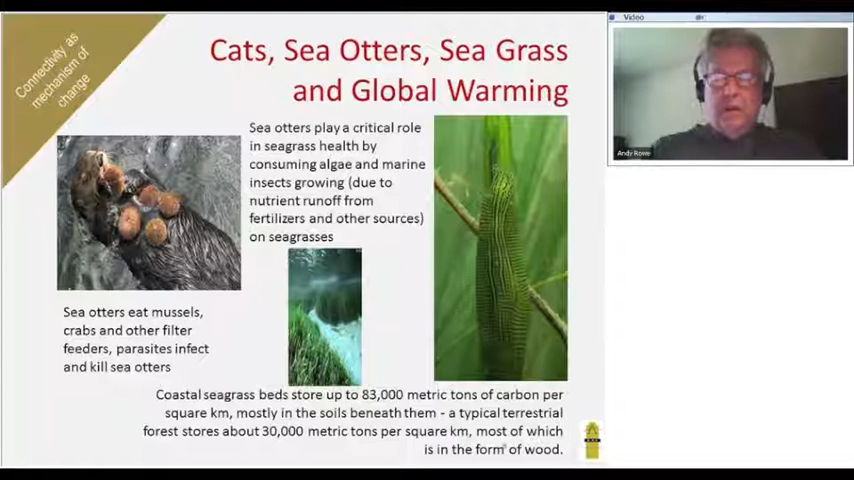 Connectivity as
mechanism of
change
Cats, Sea Otters, Sea Grass
and Global Warming
Sea otters play a critical role
in seagrass health by
consuming algae and marine
insects growing (due to
nutrient runoff from
fertilizers and other sources)
on seagrasses
Sea otters eat mussels,
crabs and other filter
feeders, parasites infect
and kill sea otters
Coastal seagrass beds store up to 83,000 metric tons of carbon per
square km, mostly in the soils beneath them - a typical terrestrial
forest stores about 30,000 metric tons per square km, most of which
is in the form of wood.
Video
Andy Rowe